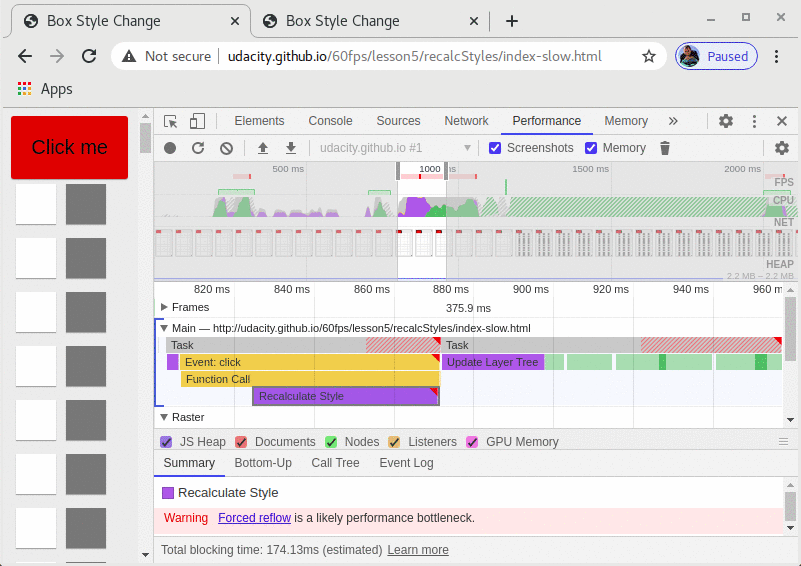 Box Style Change
Box Style Change
Not secure udacity.github.io/60fps/lesson5/recalcStyles/index-slow.html
Paused
Apps
Click me
Elements Console Sources Network Performance Memory
udacity.github.io #1 Screenshots Memory
500 ms 1000 1500 ms 2000 ms
FPS
CPU
NET
HEAP
2.2 MB – 2.2 MB
820 ms 840 ms 860 ms 880 ms 900 ms 920 ms 940 ms 960 m
Frames 375.9 ms
Main — http://udacity.github.io/60fps/lesson5/recalcStyles/index-slow.html
Task Task
Event: click Update Layer Tree
Function Call
Recalculate Style
Raster
JS Heap Documents Nodes Listeners GPU Memory
Summary Bottom-Up Call Tree Event Log
Recalculate Style
Warning Forced reflow is a likely performance bottleneck.
Total blocking time: 174.13ms (estimated) Learn more